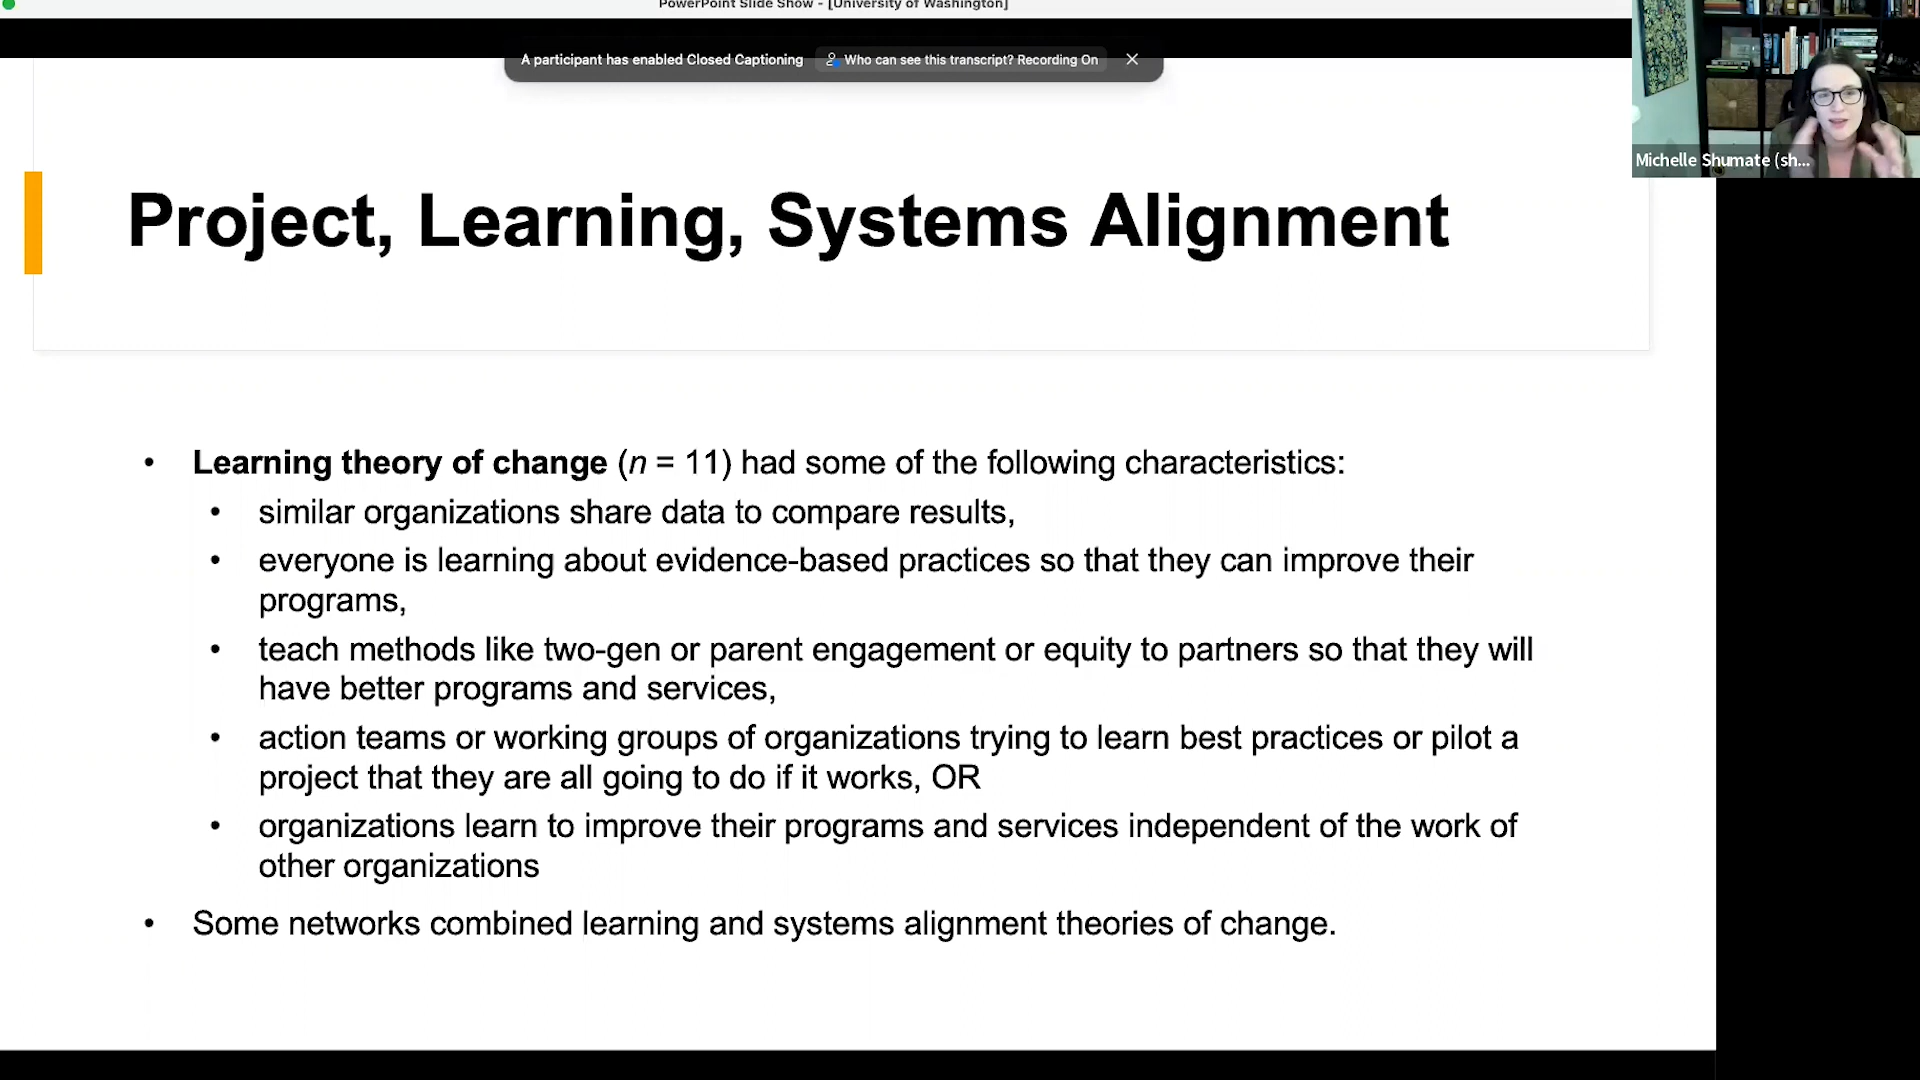 PowerPoint Slide Show - [University of Washington]
A participant has enabled Closed Captioning Who can see this transcript? Recording On
Michelle Shumate (sh...
Project, Learning, Systems Alignment
• Learning theory of change (n = 11) had some of the following characteristics:
• similar organizations share data to compare results,
• everyone is learning about evidence-based practices so that they can improve their
programs,
• teach methods like two-gen or parent engagement or equity to partners so that they will
have better programs and services,
• action teams or working groups of organizations trying to learn best practices or pilot a
project that they are all going to do if it works, OR
• organizations learn to improve their programs and services independent of the work of
other organizations
• Some networks combined learning and systems alignment theories of change.